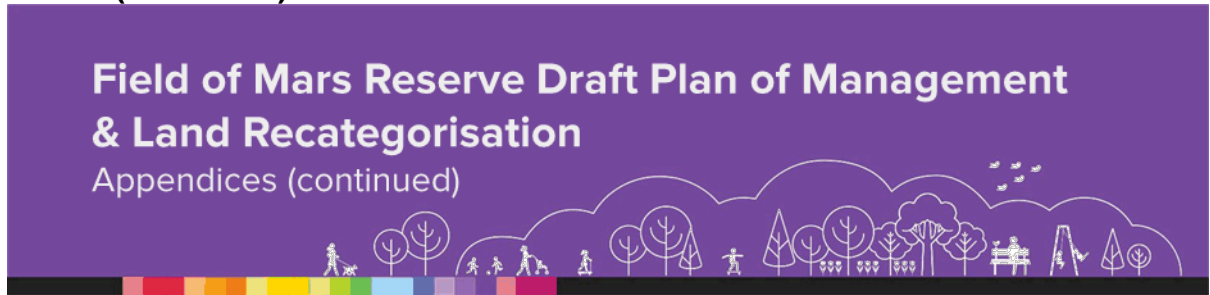 Field of Mars Reserve Draft Plan of Management
& Land Recategorisation
Appendices (continued)